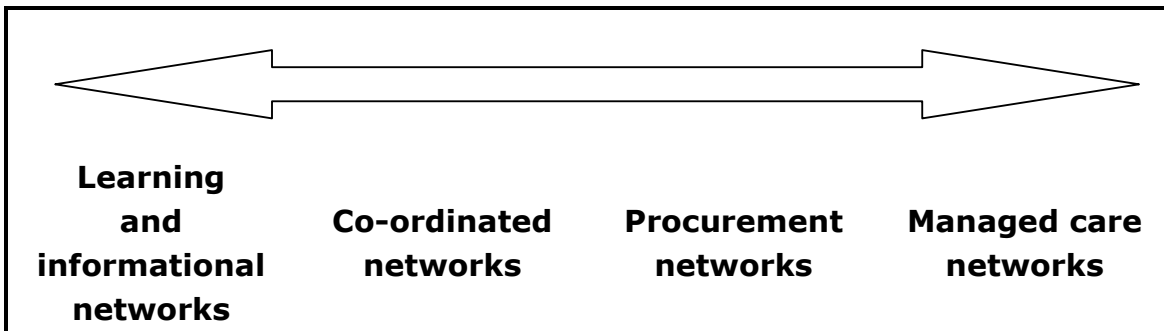 Learning
and
informational
networks
Co-ordinated
networks
Procurement
networks
Managed care
networks